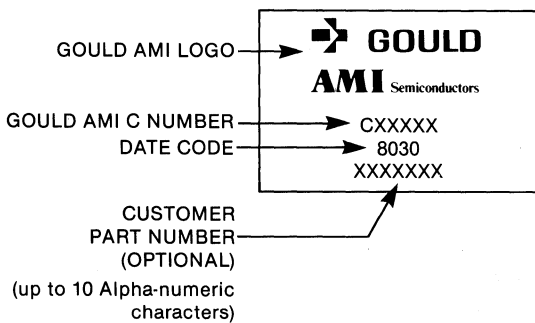 GOULD AMI LOGO
GOULD
AMI Semiconductors
GOULD AMI C NUMBER
CXXXXX
DATE CODE
8030
XXXXXXX
CUSTOMER
PART NUMBER
(OPTIONAL)
(up to 10 Alpha-numeric
characters)